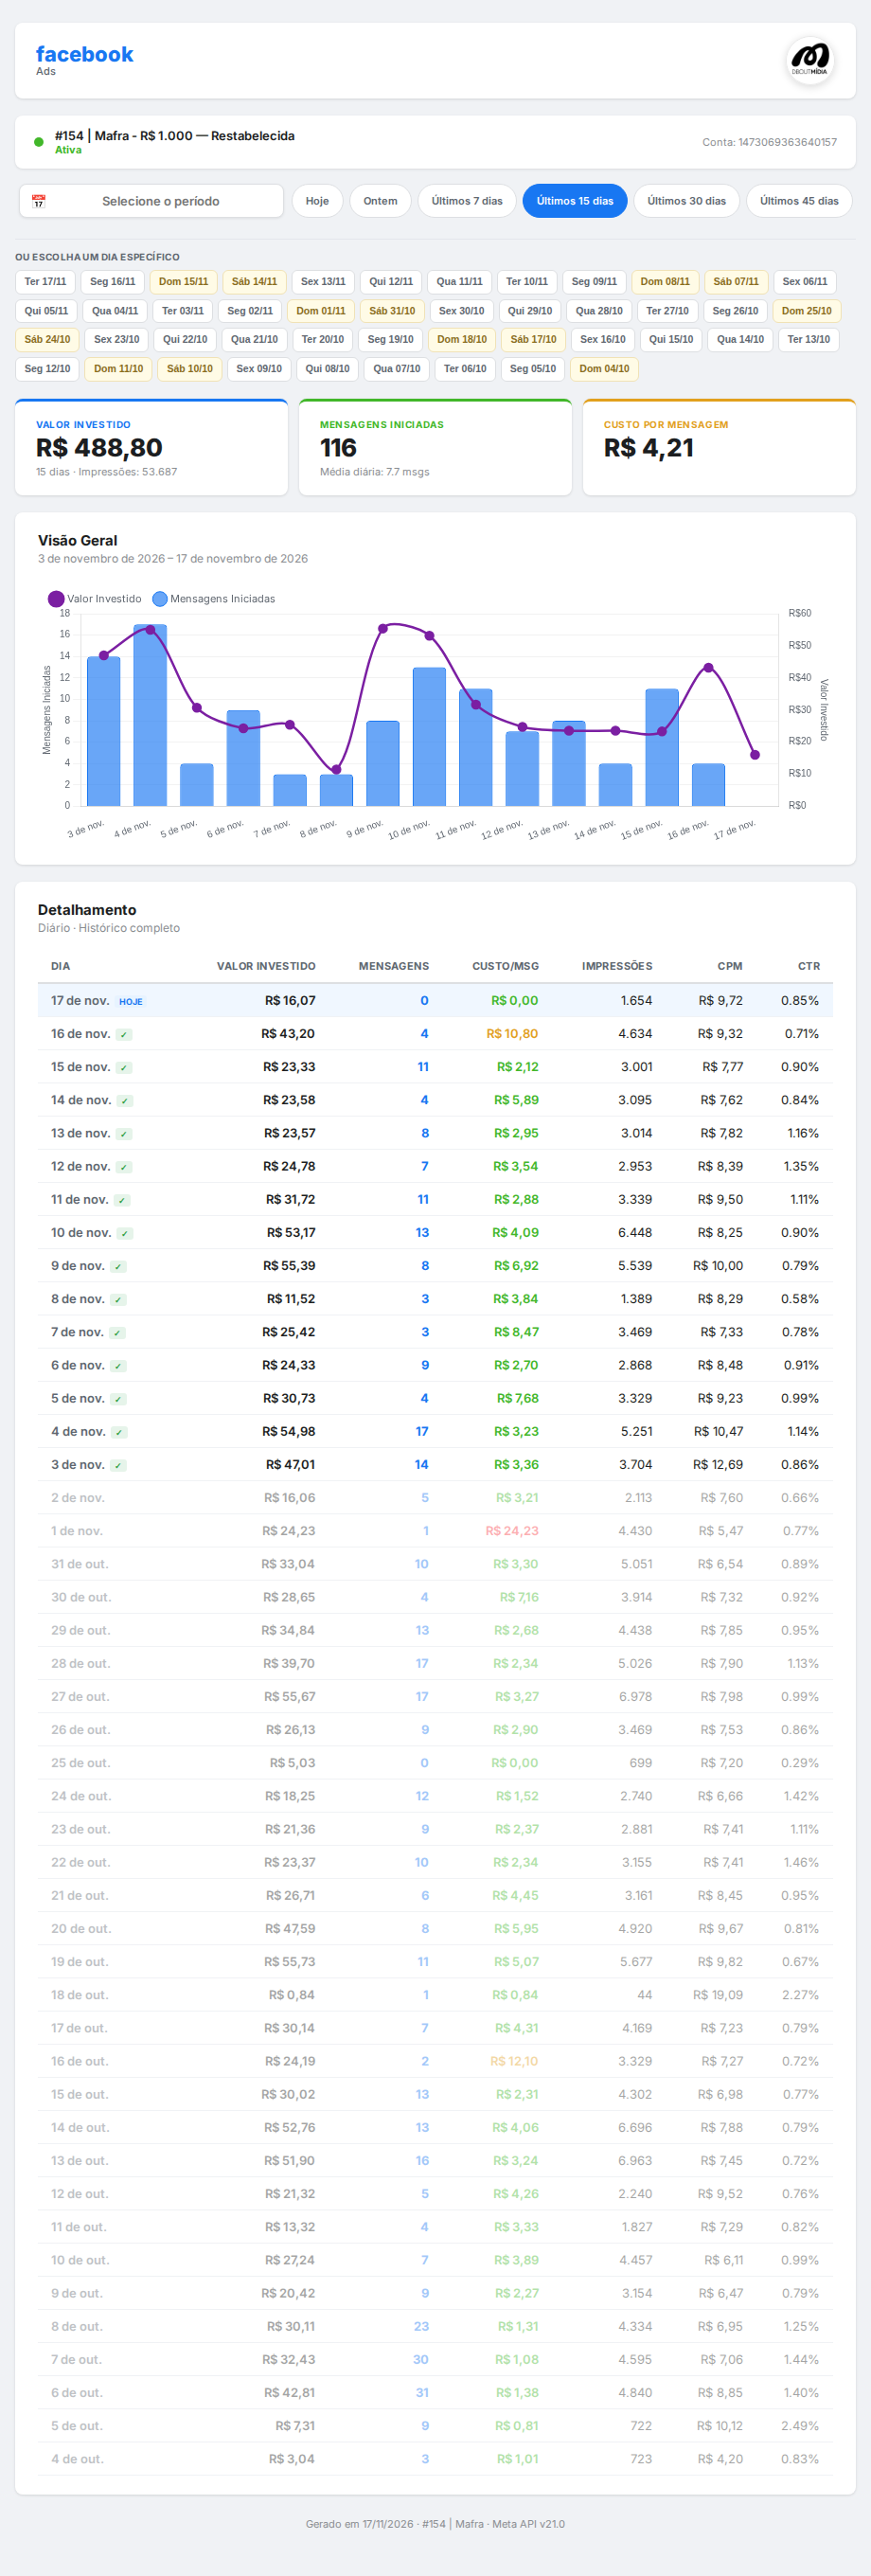 facebook
Ads
DBOUTMÍDIA
#154 | Mafra - R$ 1.000 — Restabelecida
Ativa
Conta: 1473069363640157
Selecione o período
Hoje
Ontem
Últimos 7 dias
Últimos 15 dias
Últimos 30 dias
Últimos 45 dias
OU ESCOLHA UM DIA ESPECÍFICO
Ter 17/11 Seg 16/11 Dom 15/11 Sáb 14/11 Sex 13/11 Qui 12/11 Qua 11/11 Ter 10/11 Seg 09/11 Dom 08/11 Sáb 07/11 Sex 06/11
Qui 05/11 Qua 04/11 Ter 03/11 Seg 02/11 Dom 01/11 Sáb 31/10 Sex 30/10 Qui 29/10 Qua 28/10 Ter 27/10 Seg 26/10 Dom 25/10
Sáb 24/10 Sex 23/10 Qui 22/10 Qua 21/10 Ter 20/10 Seg 19/10 Dom 18/10 Sáb 17/10 Sex 16/10 Qui 15/10 Qua 14/10 Ter 13/10
Seg 12/10 Dom 11/10 Sáb 10/10 Sex 09/10 Qui 08/10 Qua 07/10 Ter 06/10 Seg 05/10 Dom 04/10
VALOR INVESTIDO
R$ 488,80
15 dias · Impressões: 53.687
MENSAGENS INICIADAS
116
Média diária: 7.7 msgs
CUSTO POR MENSAGEM
R$ 4,21
Visão Geral
3 de novembro de 2026 – 17 de novembro de 2026
Valor Investido
Mensagens Iniciadas
Mensagens Iniciadas
18
16
14
12
10
8
6
4
2
0
R$60
R$50
R$40
R$30
R$20
R$10
R$0
Valor Investido
3 de nov. 4 de nov. 5 de nov. 6 de nov. 7 de nov. 8 de nov. 9 de nov. 10 de nov. 11 de nov. 12 de nov. 13 de nov. 14 de nov. 15 de nov. 16 de nov. 17 de nov.
Detalhamento
Diário · Histórico completo
DIA VALOR INVESTIDO MENSAGENS CUSTO/MSG IMPRESSÕES CPM CTR
17 de nov. HOJE R$ 16,07 0 R$ 0,00 1.654 R$ 9,72 0.85%
16 de nov. ✓ R$ 43,20 4 R$ 10,80 4.634 R$ 9,32 0.71%
15 de nov. ✓ R$ 23,33 11 R$ 2,12 3.001 R$ 7,77 0.90%
14 de nov. ✓ R$ 23,58 4 R$ 5,89 3.095 R$ 7,62 0.84%
13 de nov. ✓ R$ 23,57 8 R$ 2,95 3.014 R$ 7,82 1.16%
12 de nov. ✓ R$ 24,78 7 R$ 3,54 2.953 R$ 8,39 1.35%
11 de nov. ✓ R$ 31,72 11 R$ 2,88 3.339 R$ 9,50 1.11%
10 de nov. ✓ R$ 53,17 13 R$ 4,09 6.448 R$ 8,25 0.90%
9 de nov. ✓ R$ 55,39 8 R$ 6,92 5.539 R$ 10,00 0.79%
8 de nov. ✓ R$ 11,52 3 R$ 3,84 1.389 R$ 8,29 0.58%
7 de nov. ✓ R$ 25,42 3 R$ 8,47 3.469 R$ 7,33 0.78%
6 de nov. ✓ R$ 24,33 9 R$ 2,70 2.868 R$ 8,48 0.91%
5 de nov. ✓ R$ 30,73 4 R$ 7,68 3.329 R$ 9,23 0.99%
4 de nov. ✓ R$ 54,98 17 R$ 3,23 5.251 R$ 10,47 1.14%
3 de nov. ✓ R$ 47,01 14 R$ 3,36 3.704 R$ 12,69 0.86%
2 de nov. R$ 16,06 5 R$ 3,21 2.113 R$ 7,60 0.66%
1 de nov. R$ 24,23 1 R$ 24,23 4.430 R$ 5,47 0.77%
31 de out. R$ 33,04 10 R$ 3,30 5.051 R$ 6,54 0.89%
30 de out. R$ 28,65 4 R$ 7,16 3.914 R$ 7,32 0.92%
29 de out. R$ 34,84 13 R$ 2,68 4.438 R$ 7,85 0.95%
28 de out. R$ 39,70 17 R$ 2,34 5.026 R$ 7,90 1.13%
27 de out. R$ 55,67 17 R$ 3,27 6.978 R$ 7,98 0.99%
26 de out. R$ 26,13 9 R$ 2,90 3.469 R$ 7,53 0.86%
25 de out. R$ 5,03 0 R$ 0,00 699 R$ 7,20 0.29%
24 de out. R$ 18,25 12 R$ 1,52 2.740 R$ 6,66 1.42%
23 de out. R$ 21,36 9 R$ 2,37 2.881 R$ 7,41 1.11%
22 de out. R$ 23,37 10 R$ 2,34 3.155 R$ 7,41 1.46%
21 de out. R$ 26,71 6 R$ 4,45 3.161 R$ 8,45 0.95%
20 de out. R$ 47,59 8 R$ 5,95 4.920 R$ 9,67 0.81%
19 de out. R$ 55,73 11 R$ 5,07 5.677 R$ 9,82 0.67%
18 de out. R$ 0,84 1 R$ 0,84 44 R$ 19,09 2.27%
17 de out. R$ 30,14 7 R$ 4,31 4.169 R$ 7,23 0.79%
16 de out. R$ 24,19 2 R$ 12,10 3.329 R$ 7,27 0.72%
15 de out. R$ 30,02 13 R$ 2,31 4.302 R$ 6,98 0.77%
14 de out. R$ 52,76 13 R$ 4,06 6.696 R$ 7,88 0.79%
13 de out. R$ 51,90 16 R$ 3,24 6.963 R$ 7,45 0.72%
12 de out. R$ 21,32 5 R$ 4,26 2.240 R$ 9,52 0.76%
11 de out. R$ 13,32 4 R$ 3,33 1.827 R$ 7,29 0.82%
10 de out. R$ 27,24 7 R$ 3,89 4.457 R$ 6,11 0.99%
9 de out. R$ 20,42 9 R$ 2,27 3.154 R$ 6,47 0.79%
8 de out. R$ 30,11 23 R$ 1,31 4.334 R$ 6,95 1.25%
7 de out. R$ 32,43 30 R$ 1,08 4.595 R$ 7,06 1.44%
6 de out. R$ 42,81 31 R$ 1,38 4.840 R$ 8,85 1.40%
5 de out. R$ 7,31 9 R$ 0,81 722 R$ 10,12 2.49%
4 de out. R$ 3,04 3 R$ 1,01 723 R$ 4,20 0.83%
Gerado em 17/11/2026 · #154 | Mafra · Meta API v21.0